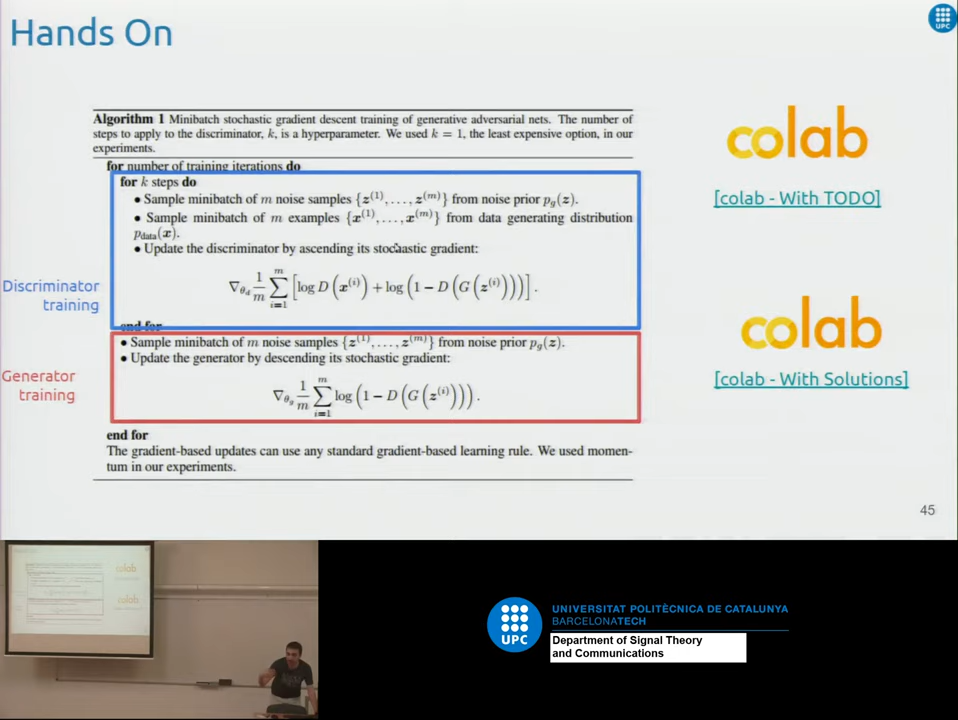 Hands On
UPC
Algorithm 1 Minibatch stochastic gradient descent training of generative adversarial nets. The number of
steps to apply to the discriminator, k, is a hyperparameter. We used k = 1, the least expensive option, in our
experiments.
for number of training iterations do
for k steps do
• Sample minibatch of m noise samples {z^(1), . . . , z^(m)} from noise prior p_g(z).
• Sample minibatch of m examples {x^(1), . . . , x^(m)} from data generating distribution
p_data(x).
• Update the discriminator by ascending its stochastic gradient:
∇_θ_d 1/m ∑_{i=1}^{m} [log D (x^(i)) + log (1 − D (G (z^(i))))] .
end for
• Sample minibatch of m noise samples {z^(1), . . . , z^(m)} from noise prior p_g(z).
• Update the generator by descending its stochastic gradient:
∇_θ_g 1/m ∑_{i=1}^{m} log (1 − D (G (z^(i)))) .
end for
The gradient-based updates can use any standard gradient-based learning rule. We used momen-
tum in our experiments.
Discriminator
training
Generator
training
colab
[colab - With TODO]
colab
[colab - With Solutions]
45
UPC
UNIVERSITAT POLITÈCNICA DE CATALUNYA
BARCELONATECH
Department of Signal Theory
and Communications